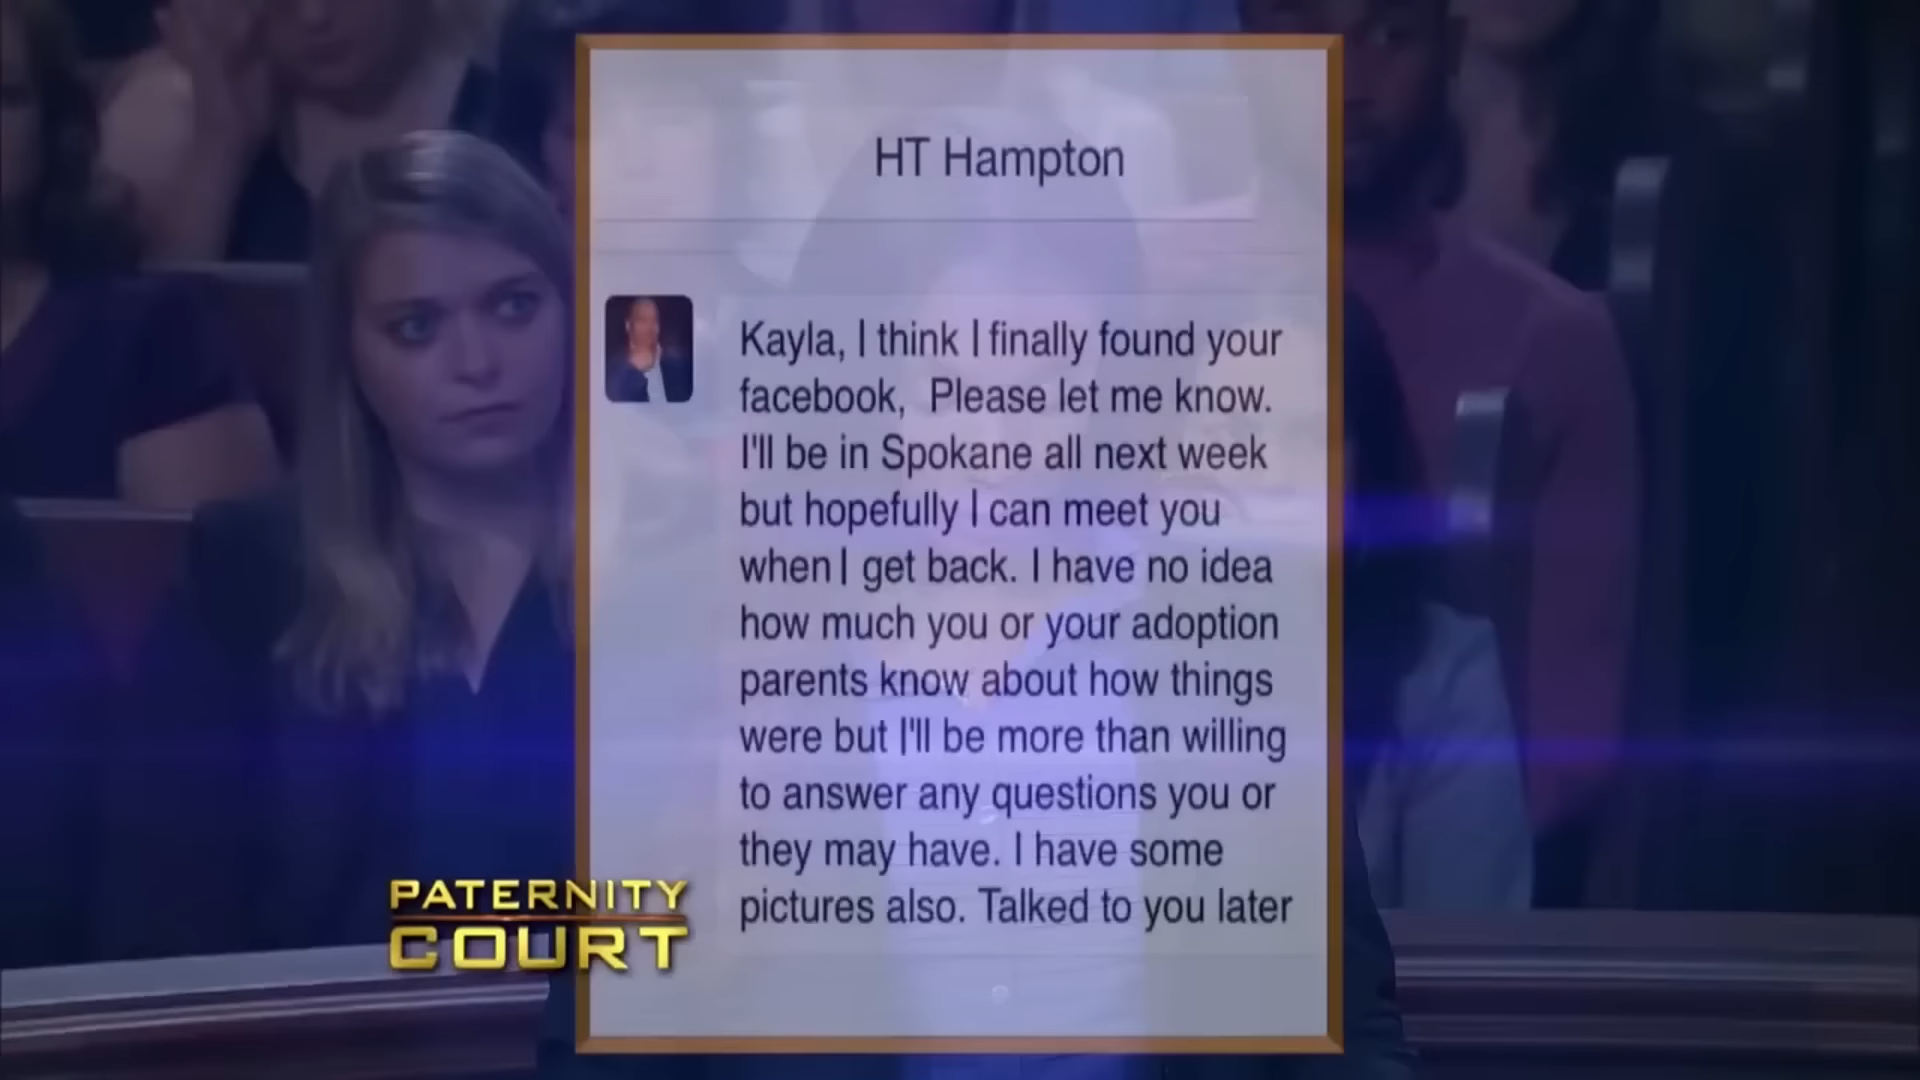 HT Hampton
Kayla, I think I finally found your
facebook,  Please let me know.
I'll be in Spokane all next week
but hopefully I can meet you
when I get back. I have no idea
how much you or your adoption
parents know about how things
were but I'll be more than willing
to answer any questions you or
they may have. I have some
pictures also. Talked to you later
PATERNITY
COURT